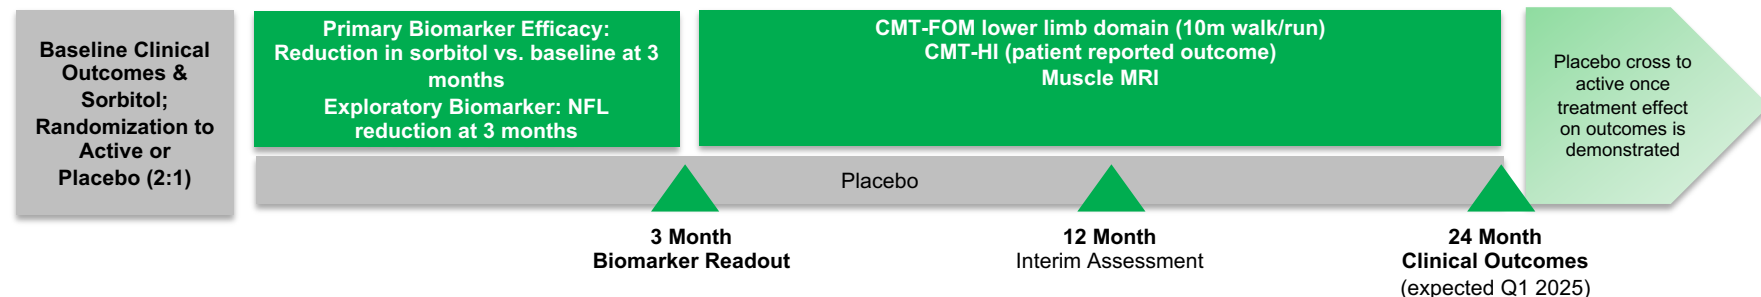 Baseline Clinical
Outcomes &
Sorbitol;
Randomization to
Active or
Placebo (2:1)
Primary Biomarker Efficacy:
Reduction in sorbitol vs. baseline at 3
months
Exploratory Biomarker: NFL
reduction at 3 months
CMT-FOM lower limb domain (10m walk/run)
CMT-HI (patient reported outcome)
Muscle MRI
Placebo cross to
active once
treatment effect
on outcomes is
demonstrated
Placebo
3 Month
Biomarker Readout
12 Month
Interim Assessment
24 Month
Clinical Outcomes
(expected Q1 2025)